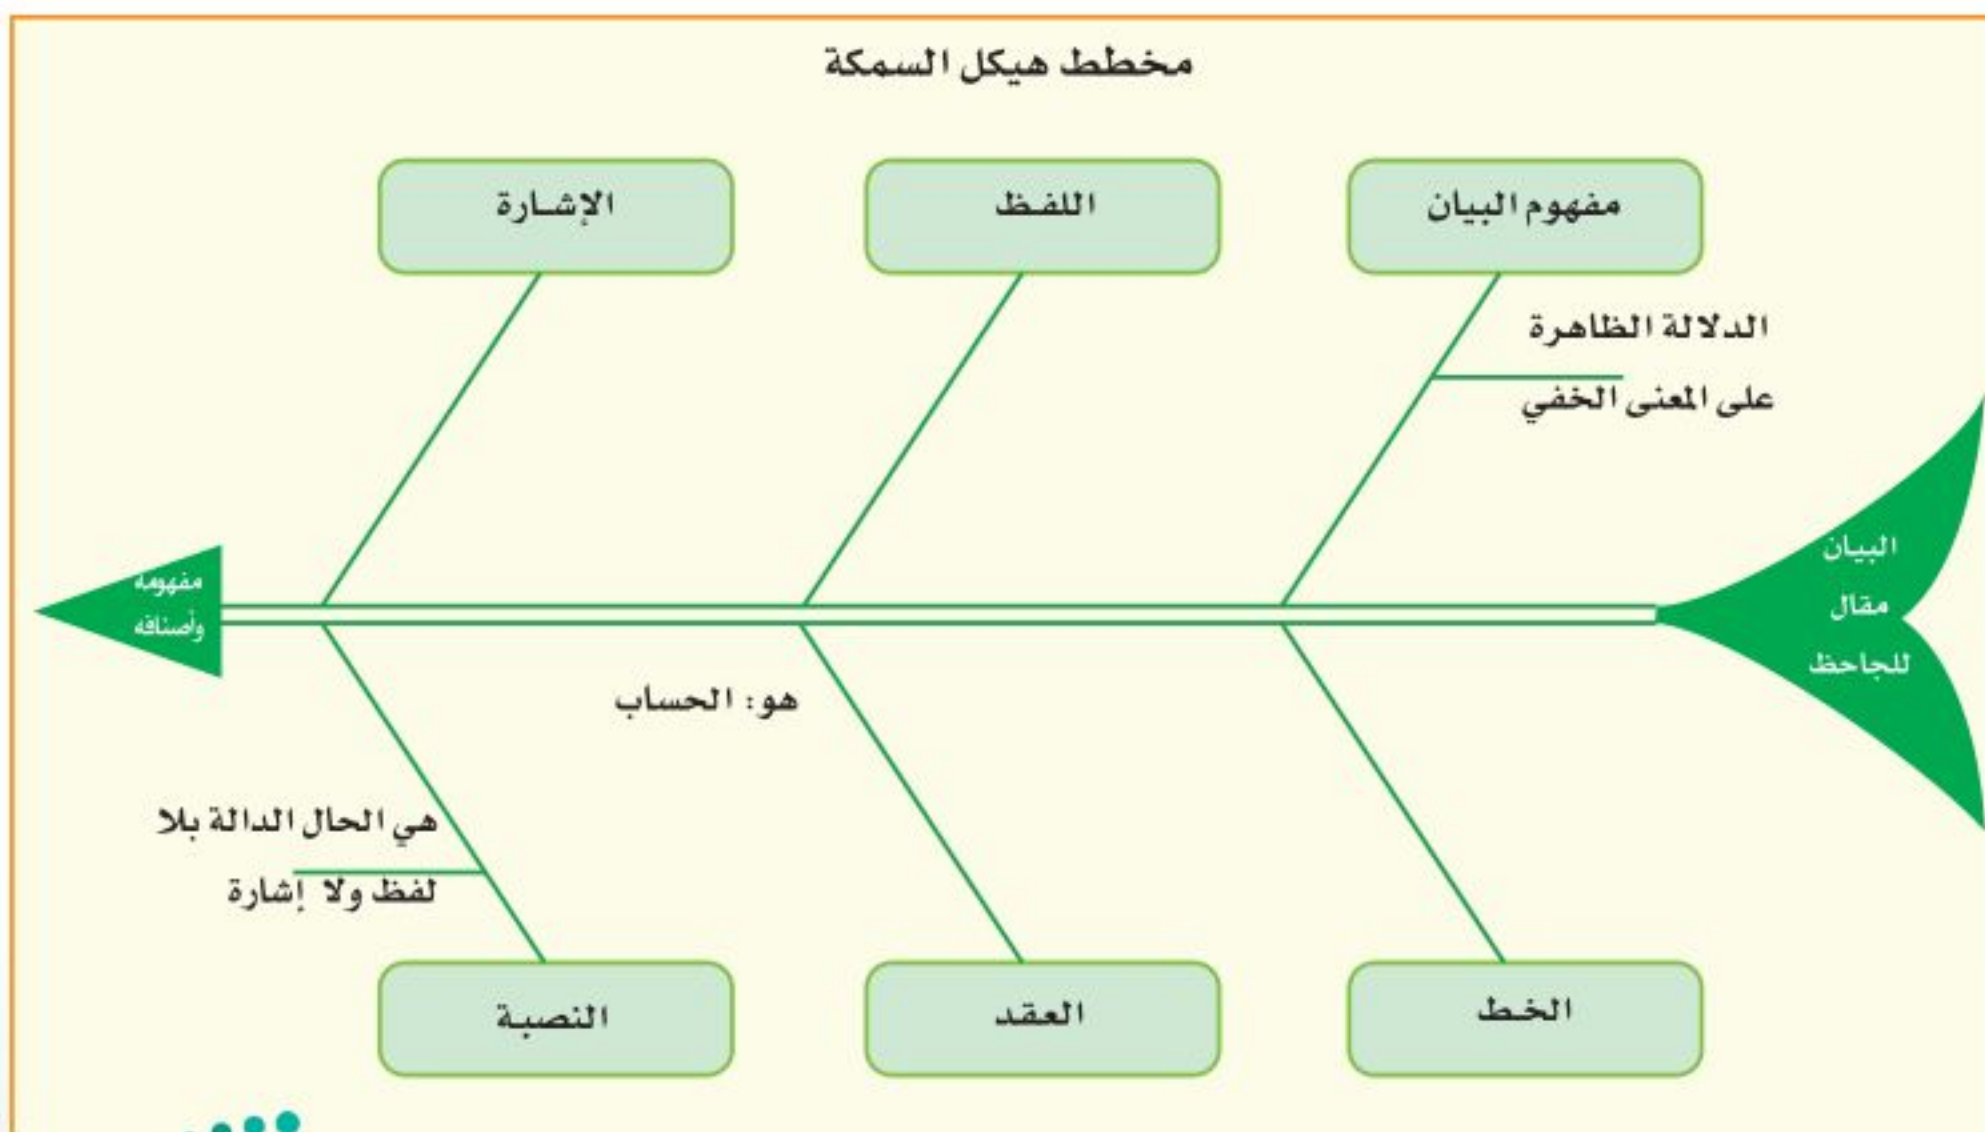 مخطط هيكل السمكة
مفهوم البيان
اللفظ
الإشارة
الدلالة الظاهرة
على المعنى الخفي
البيان
مقال
للجاحظ
مفهومه
وأصنافه
هو: الحساب
هي الحال الدالة بلا
لفظ ولا إشارة
الخط
العقد
النصبة